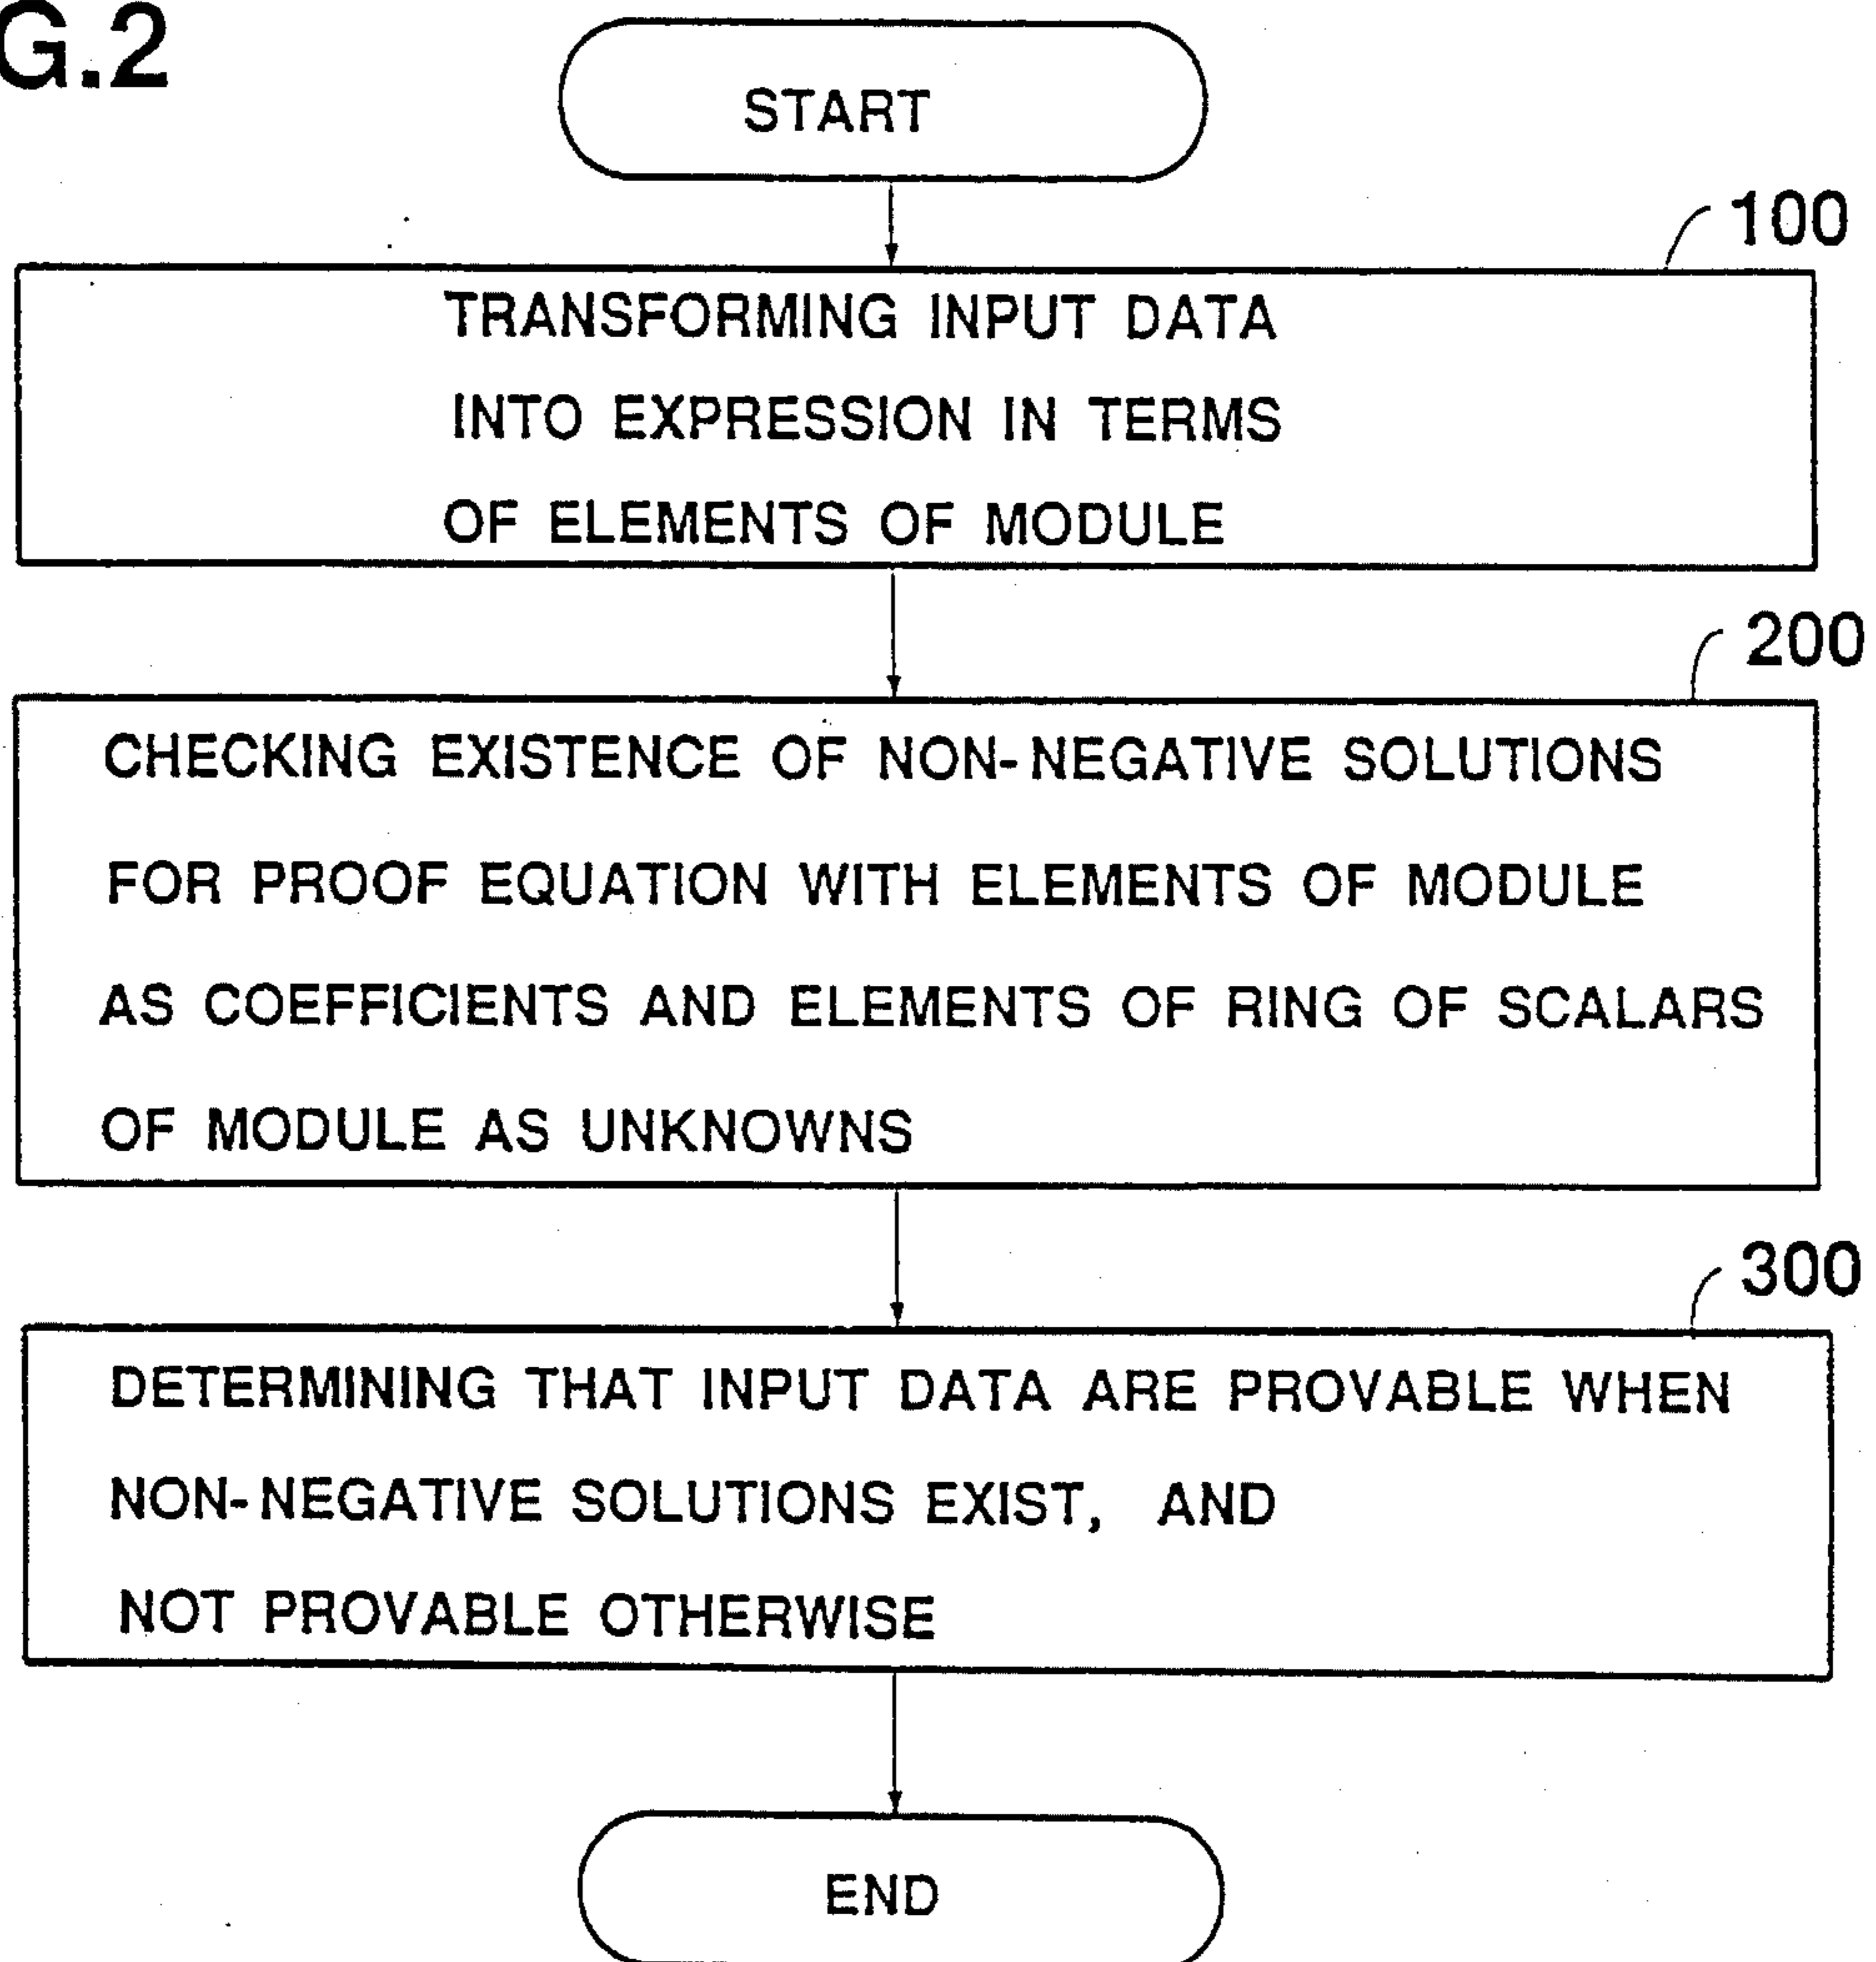 G.2
START
100
TRANSFORMING INPUT DATA
INTO EXPRESSION IN TERMS
OF ELEMENTS OF MODULE
200
CHECKING EXISTENCE OF NON-NEGATIVE SOLUTIONS
FOR PROOF EQUATION WITH ELEMENTS OF MODULE
AS COEFFICIENTS AND ELEMENTS OF RING OF SCALARS
OF MODULE AS UNKNOWNS
300
DETERMINING THAT INPUT DATA ARE PROVABLE WHEN
NON-NEGATIVE SOLUTIONS EXIST, AND
NOT PROVABLE OTHERWISE
END